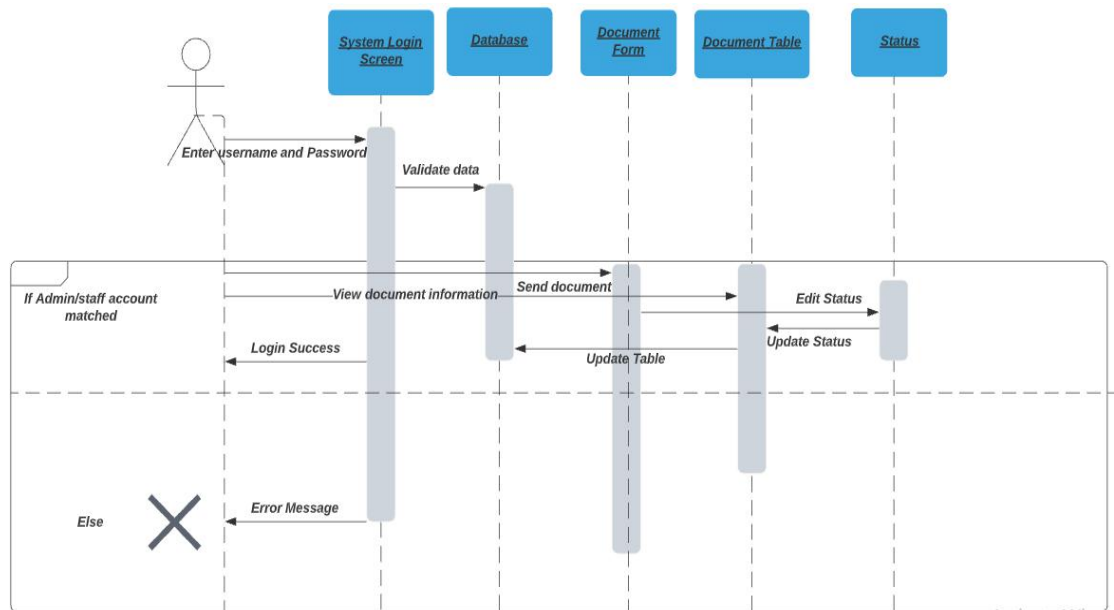 System Login
Screen
Database
Document
Form
Document Table
Status
Enter username and Password
Validate data
If Admin/staff account
matched
Send document
View document information
Edit Status
Update Status
Update Table
Login Success
Else
Error Message